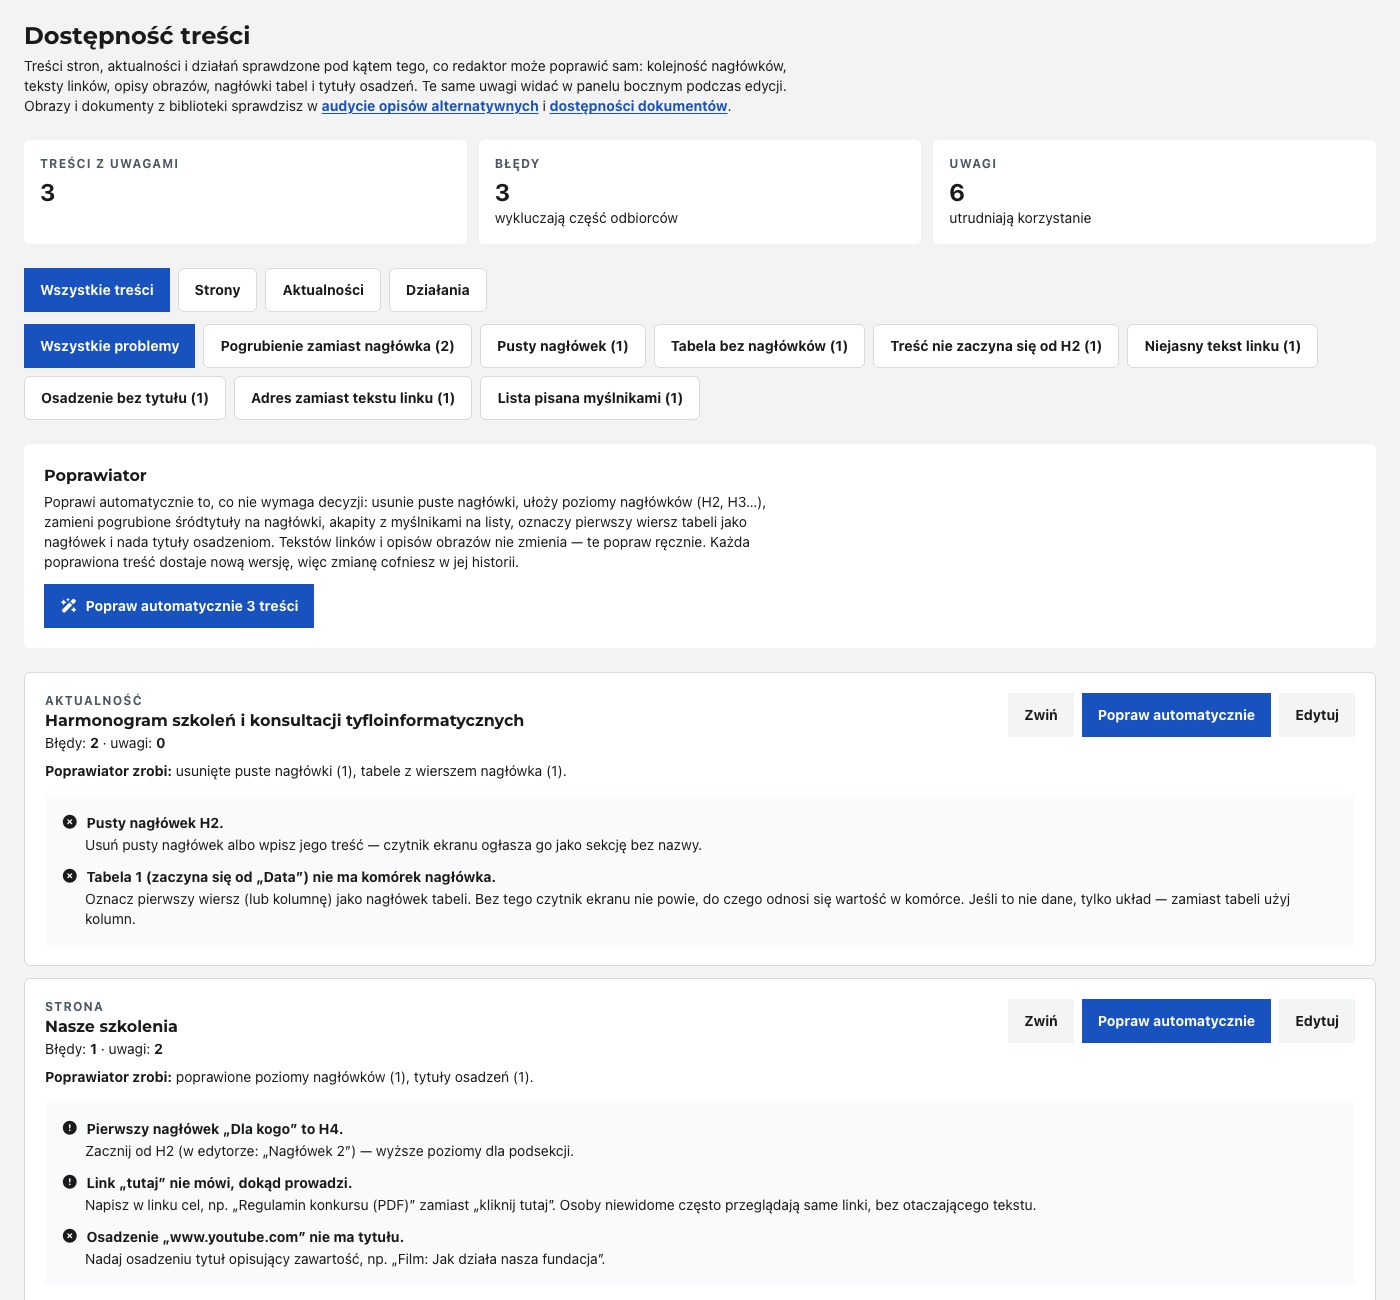 Dostępność treści
Treści stron, aktualności i działań sprawdzone pod kątem tego, co redaktor może poprawić sam: kolejność nagłówków,
teksty linków, opisy obrazów, nagłówki tabel i tytuły osadzeń. Te same uwagi widać w panelu bocznym podczas edycji.
Obrazy i dokumenty z biblioteki sprawdzisz w audycie opisów alternatywnych i dostępności dokumentów.
TREŚCI Z UWAGAMI
3
BŁĘDY
3
wykluczają część odbiorców
UWAGI
6
utrudniają korzystanie
Wszystkie treści
Strony
Aktualności
Działania
Wszystkie problemy
Pogrubienie zamiast nagłówka (2)
Pusty nagłówek (1)
Tabela bez nagłówków (1)
Treść nie zaczyna się od H2 (1)
Niejasny tekst linku (1)
Osadzenie bez tytułu (1)
Adres zamiast tekstu linku (1)
Lista pisana myślnikami (1)
Poprawiator
Poprawi automatycznie to, co nie wymaga decyzji: usunie puste nagłówki, ułoży poziomy nagłówków (H2, H3…),
zamieni pogrubione śródtytuły na nagłówki, akapity z myślnikami na listy, oznaczy pierwszy wiersz tabeli jako
nagłówek i nada tytuły osadzeniom. Tekstów linków i opisów obrazów nie zmienia — te popraw ręcznie. Każda
poprawiona treść dostaje nową wersję, więc zmianę cofniesz w jej historii.
Popraw automatycznie 3 treści
AKTUALNOŚĆ
Harmonogram szkoleń i konsultacji tyfloinformatycznych
Błędy: 2 · uwagi: 0
Zwiń
Popraw automatycznie
Edytuj
Poprawiator zrobi: usunięte puste nagłówki (1), tabele z wierszem nagłówka (1).
Pusty nagłówek H2.
Usuń pusty nagłówek albo wpisz jego treść — czytnik ekranu ogłasza go jako sekcję bez nazwy.
Tabela 1 (zaczyna się od „Data”) nie ma komórek nagłówka.
Oznacz pierwszy wiersz (lub kolumnę) jako nagłówek tabeli. Bez tego czytnik ekranu nie powie, do czego odnosi się wartość w komórce. Jeśli to nie dane, tylko układ — zamiast tabeli użyj
kolumn.
STRONA
Nasze szkolenia
Błędy: 1 · uwagi: 2
Zwiń
Popraw automatycznie
Edytuj
Poprawiator zrobi: poprawione poziomy nagłówków (1), tytuły osadzeń (1).
Pierwszy nagłówek „Dla kogo” to H4.
Zacznij od H2 (w edytorze: „Nagłówek 2”) — wyższe poziomy dla podsekcji.
Link „tutaj” nie mówi, dokąd prowadzi.
Napisz w linku cel, np. „Regulamin konkursu (PDF)” zamiast „kliknij tutaj”. Osoby niewidome często przeglądają same linki, bez otaczającego tekstu.
Osadzenie „www.youtube.com” nie ma tytułu.
Nadaj osadzeniu tytuł opisujący zawartość, np. „Film: Jak działa nasza fundacja”.